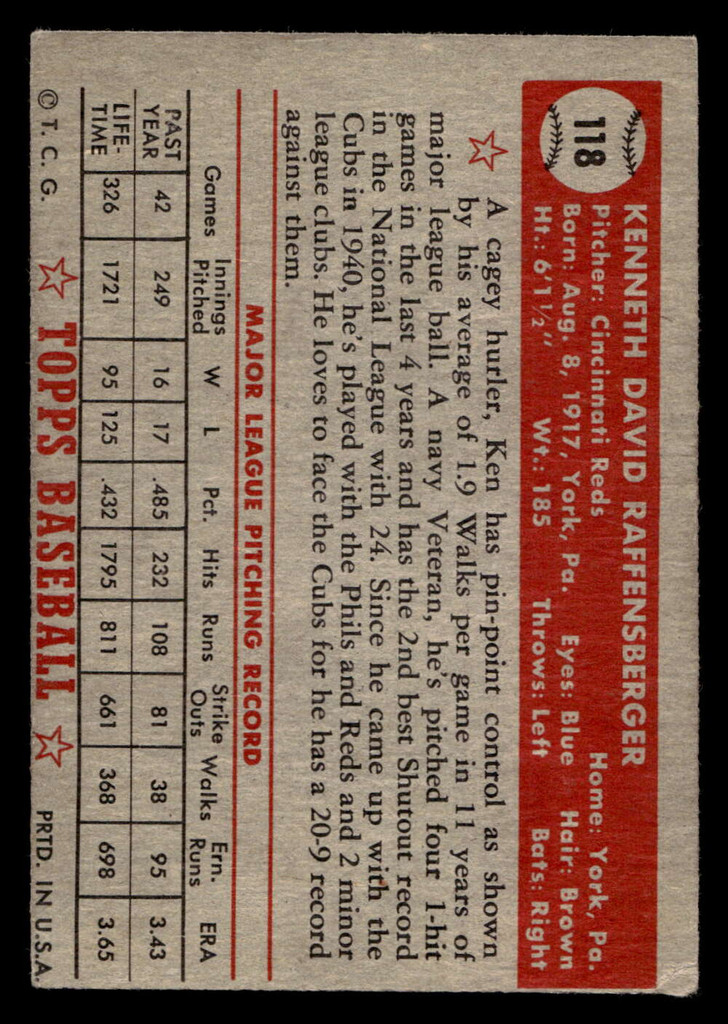 118
KENNETH DAVID RAFFENSBERGER
Pitcher: Cincinnati Reds Home: York, Pa.
Born: Aug. 8, 1917, York, Pa. Eyes: Blue Hair: Brown
Ht.: 6'1½" Wt.: 185 Throws: Left Bats: Right
A cagey hurler, Ken has pin-point control as shown
by his average of 1.9 Walks per game in 11 years of
major league ball. A navy Veteran, he's pitched four 1-hit
games in the last 4 years and has the 2nd best Shutout record
in the National League with 24. Since he came up with the
Cubs in 1940, he's played with the Phils and Reds and 2 minor
league clubs. He loves to face the Cubs for he has a 20-9 record
against them.
MAJOR LEAGUE PITCHING RECORD
Games Innings Pitched W L Pct. Hits Runs Strike Outs Walks Ern. Runs ERA
PAST YEAR 42 249 16 17 .485 232 108 81 38 95 3.43
LIFE-TIME 326 1721 95 125 .432 1795 811 661 368 698 3.65
© T. C. G. TOPPS BASEBALL PRTD. IN U.S.A.